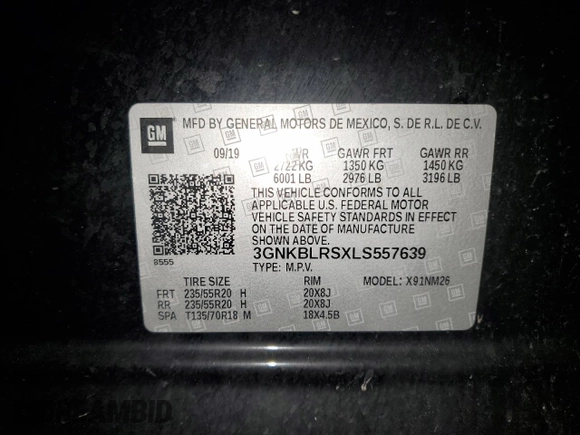 GM
MFD BY GENERAL MOTORS DE MEXICO, S. DE R.L. DE C.V.
09/19 GAWR FRT GAWR RR
2722 KG 1350 KG 1450 KG
6001 LB 2976 LB 3196 LB
THIS VEHICLE CONFORMS TO ALL
APPLICABLE U.S. FEDERAL MOTOR
VEHICLE SAFETY STANDARDS IN EFFECT
ON THE DATE OF MANUFACTURE
SHOWN ABOVE.
3GNKBLRSXLS557639
TYPE: M.P.V.
8555
TIRE SIZE RIM MODEL: X91NM26
FRT 235/55R20 H 20X8J
RR 235/55R20 H 20X8J
SPA T135/70R18 M 18X4.5B